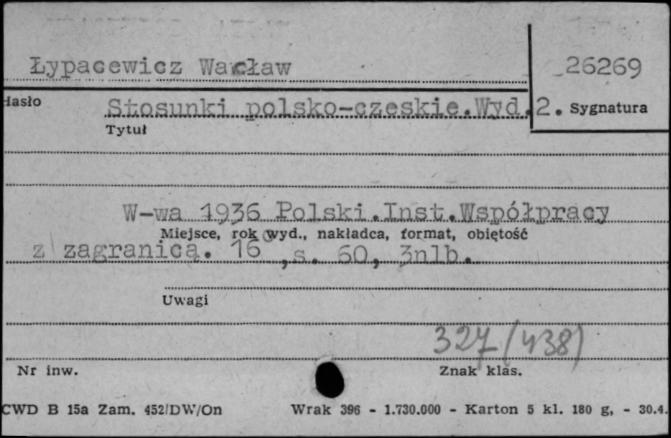 Łypacewicz Wacław
26269
Hasło
Stosunki polsko-czeskie.Wyd.2.
Sygnatura
Tytuł
W-wa 1936 Polski.Inst.Współpracy
Miejsce, rok wyd., nakładca, format, objętość
z zagranicą. 16°,s. 60, 3nlb.
Uwagi
327(438)
Nr inw.
Znak klas.
CWD B 15a Zam. 452/DW/On
Wrak 396 - 1.730.000 - Karton 5 kl. 180 g, - 30.4.